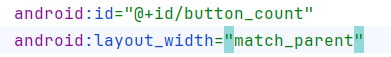 android:id="@+id/button_count"
android:layout_width="match_parent"